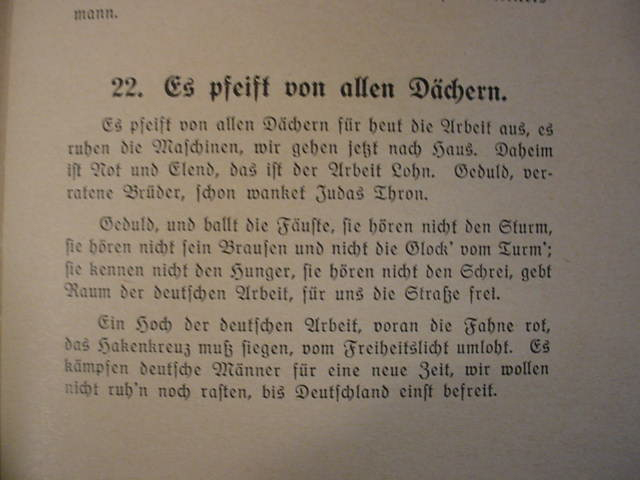 mann.
22. Es pfeift von allen Dächern.
Es pfeift von allen Dächern für heut die Arbeit aus, es
ruhen die Maschinen, wir gehen jetzt nach Haus. Daheim
ist Not und Elend, das ist der Arbeit Lohn. Geduld, ver-
ratene Brüder, schon wanket Judas Thron.
Geduld, und ballt die Fäuste, sie hören nicht den Sturm,
sie hören nicht sein Brausen und nicht die Glock' vom Turm';
sie kennen nicht den Hunger, sie hören nicht den Schrei, gebt
Raum der deutschen Arbeit, für uns die Straße frei.
Ein Hoch der deutschen Arbeit, voran die Fahne rot,
das Hakenkreuz muß siegen, vom Freiheitslicht umloht. Es
kämpfen deutsche Männer für eine neue Zeit, wir wollen
nicht ruh'n noch rasten, bis Deutschland einst befreit.